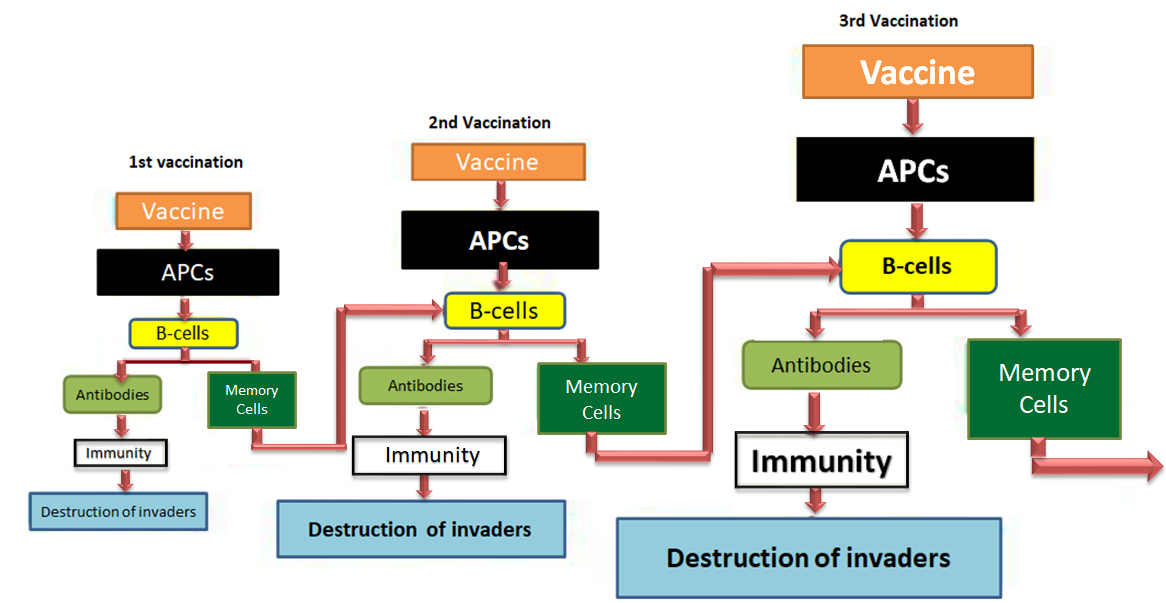 1st vaccination
Vaccine
APCs
B-cells
Antibodies
Memory
Cells
Immunity
Destruction of invaders
2nd Vaccination
Vaccine
APCs
B-cells
Antibodies
Memory
Cells
Immunity
Destruction of invaders
3rd Vaccination
Vaccine
APCs
B-cells
Antibodies
Memory
Cells
Immunity
Destruction of invaders